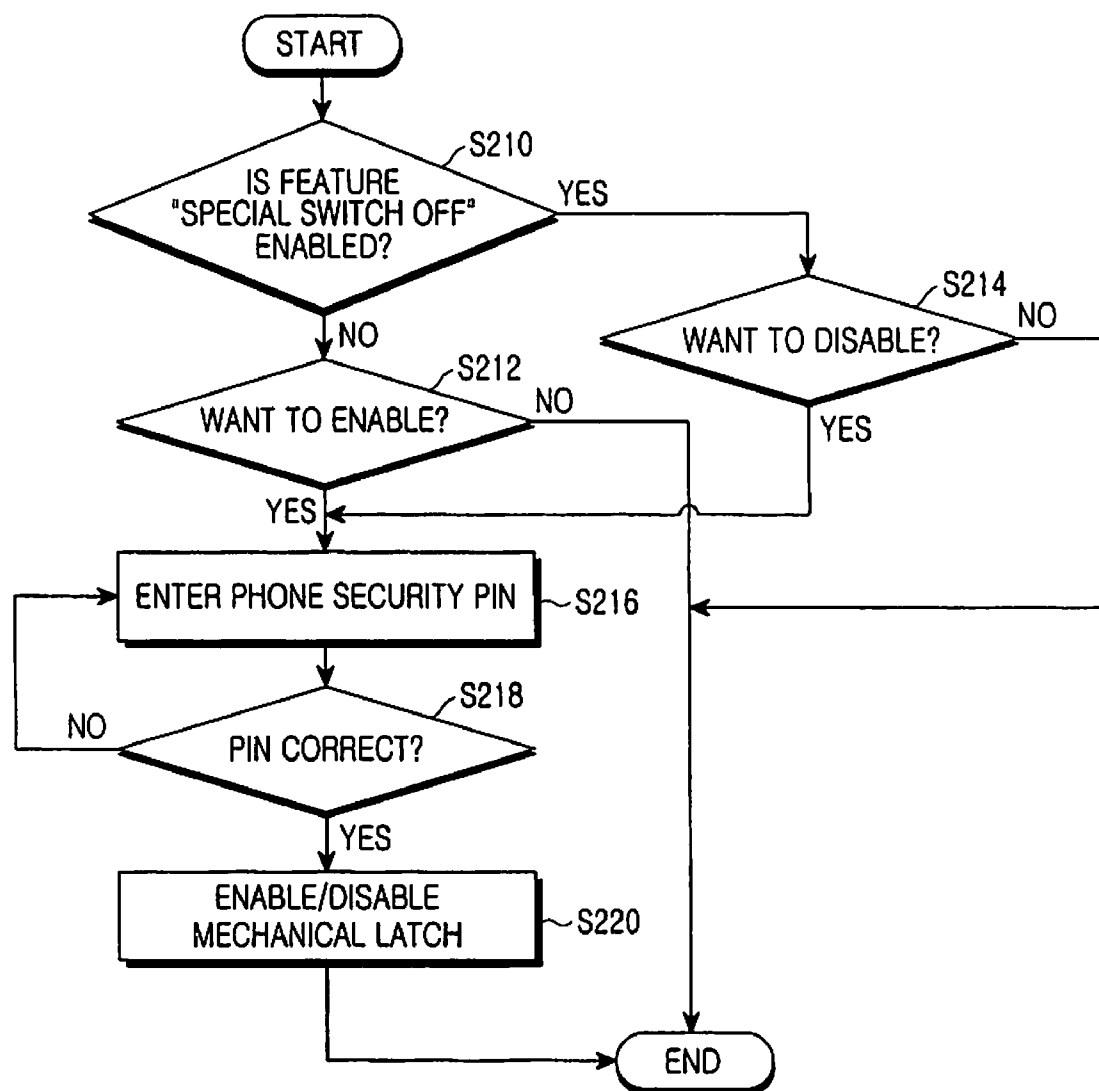 START
S210
IS FEATURE
"SPECIAL SWITCH OFF"
ENABLED?
YES
NO
S214
WANT TO DISABLE?
NO
YES
S212
WANT TO ENABLE?
NO
YES
ENTER PHONE SECURITY PIN
S216
S218
PIN CORRECT?
NO
YES
ENABLE/DISABLE
MECHANICAL LATCH
S220
END